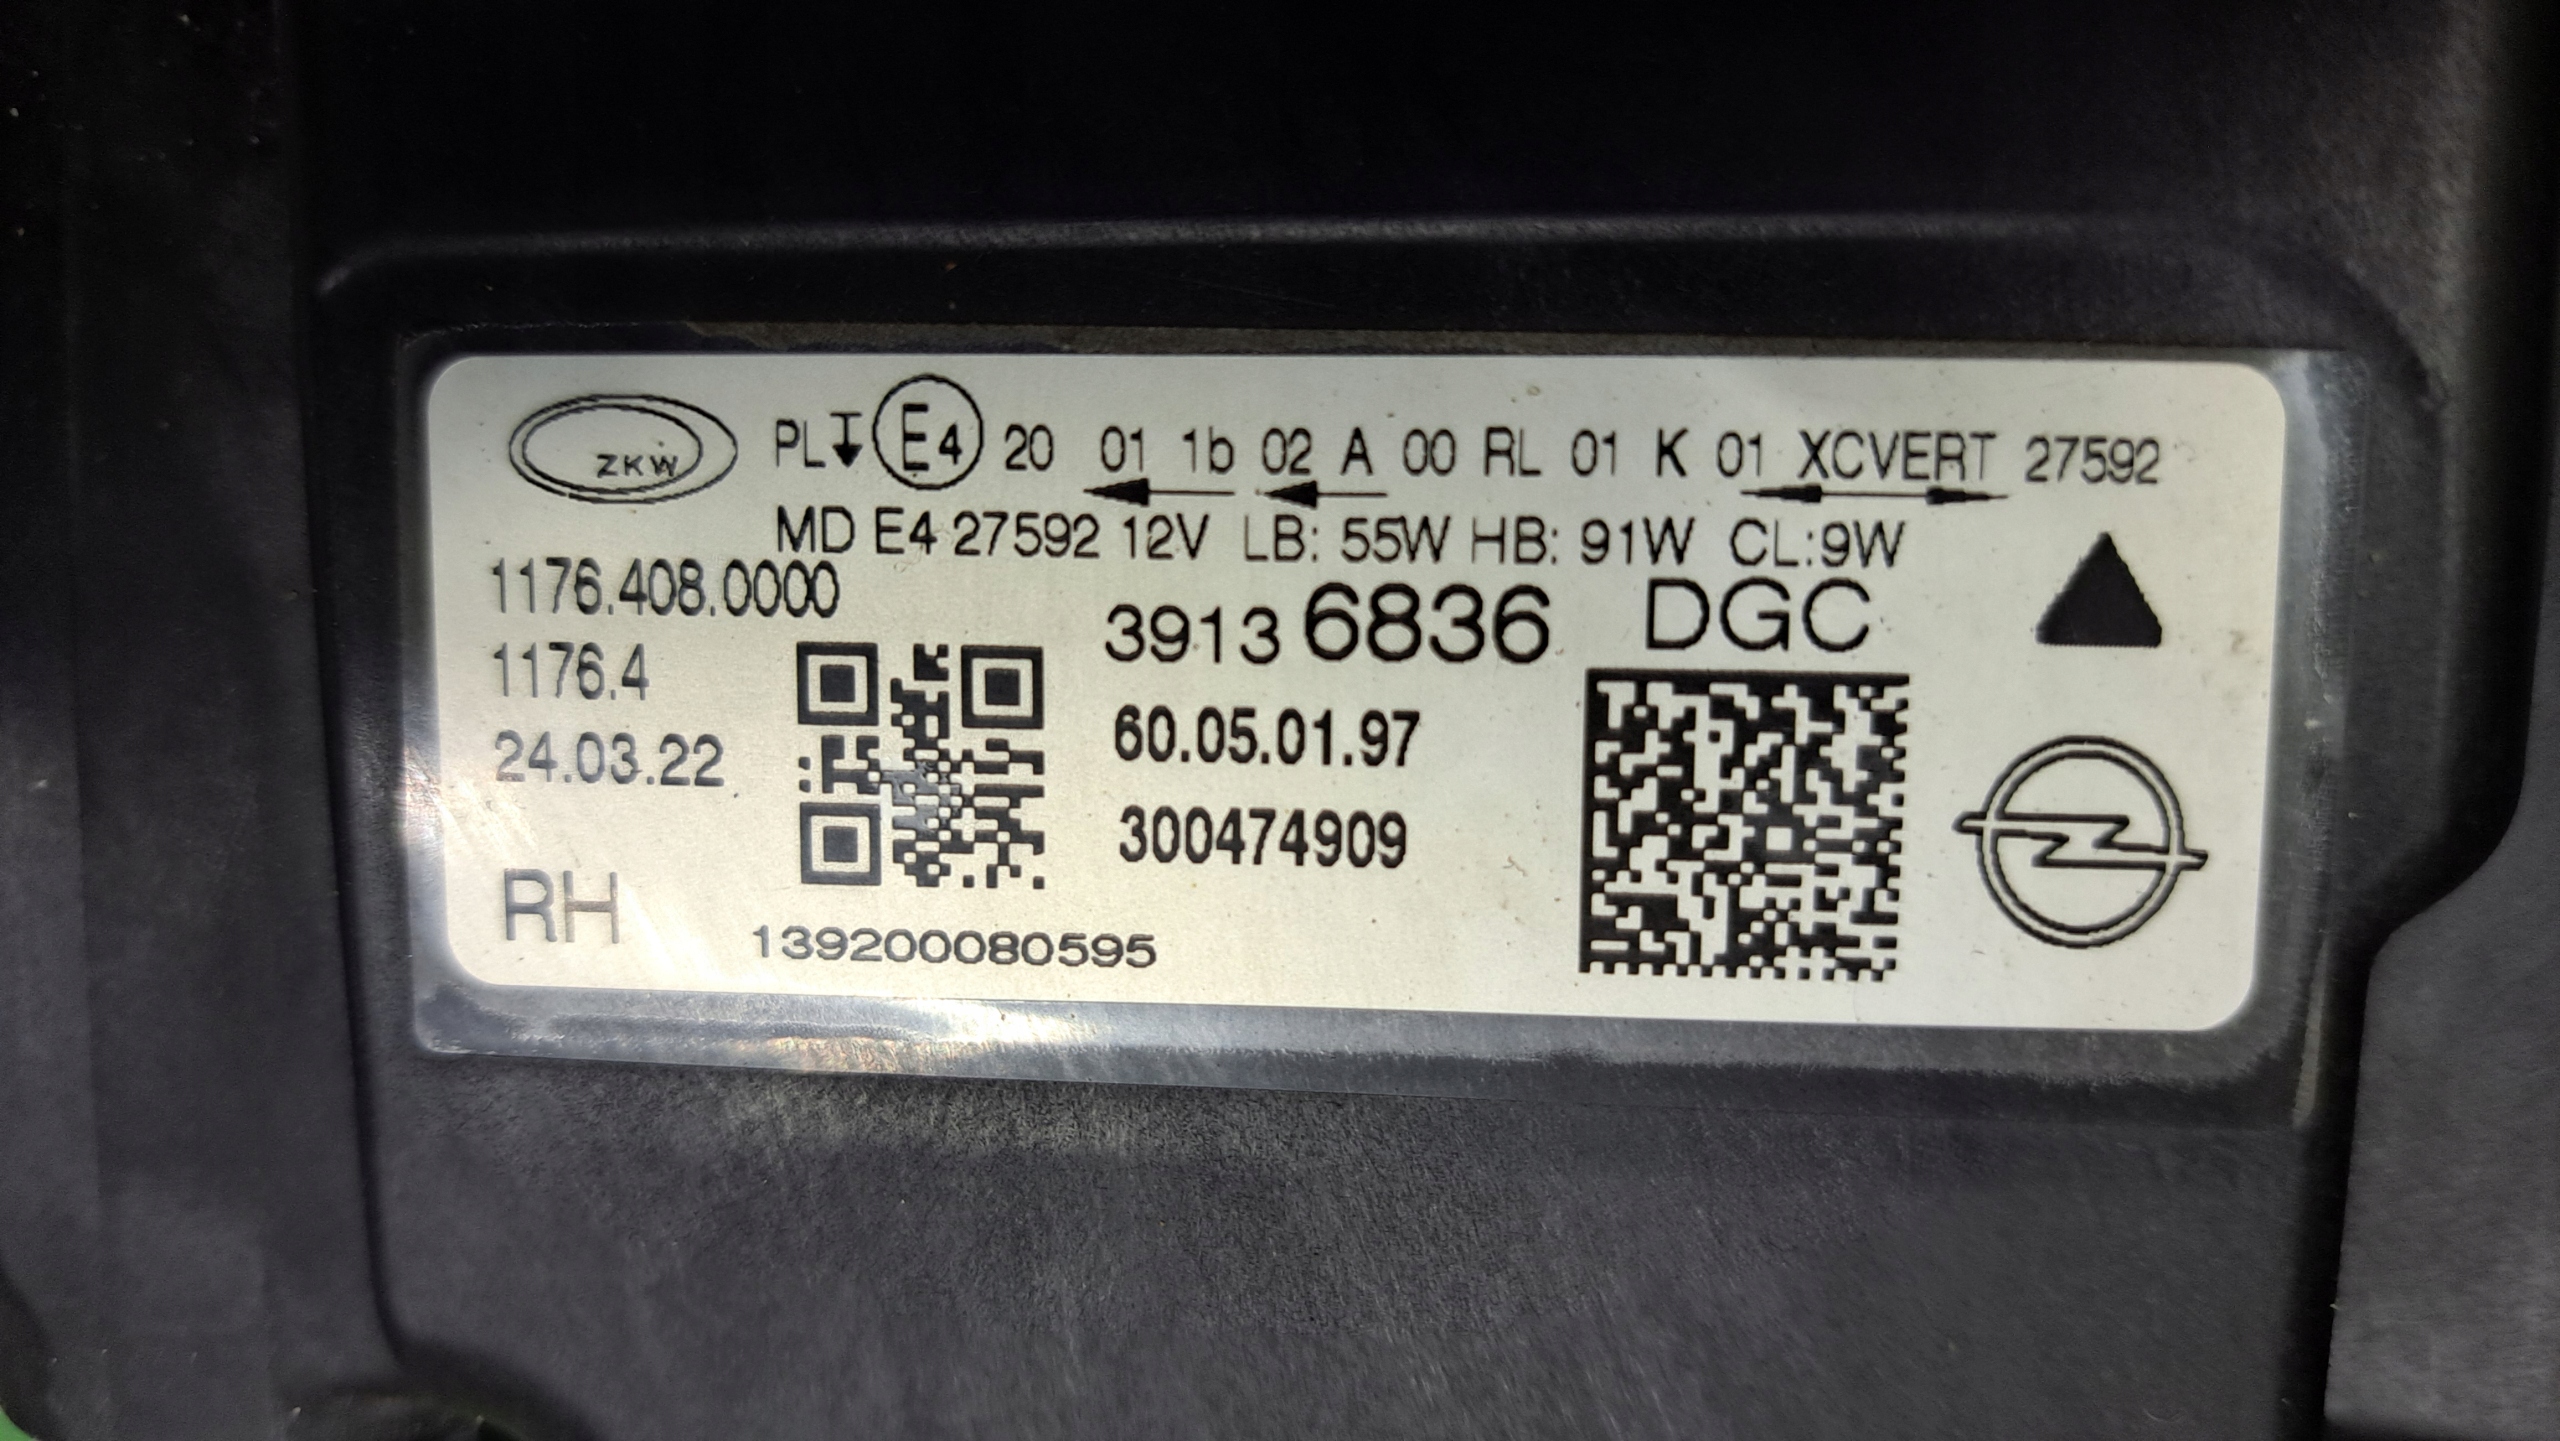 ZKW
PL E4 20 01 1b 02 A 00 RL 01 K 01 XCVERT 27592
MD E4 27592 12V LB: 55W HB: 91W CL:9W
1176.408.0000
39136836 DGC
1176.4
60.05.01.97
24.03.22
300474909
RH
139200080595